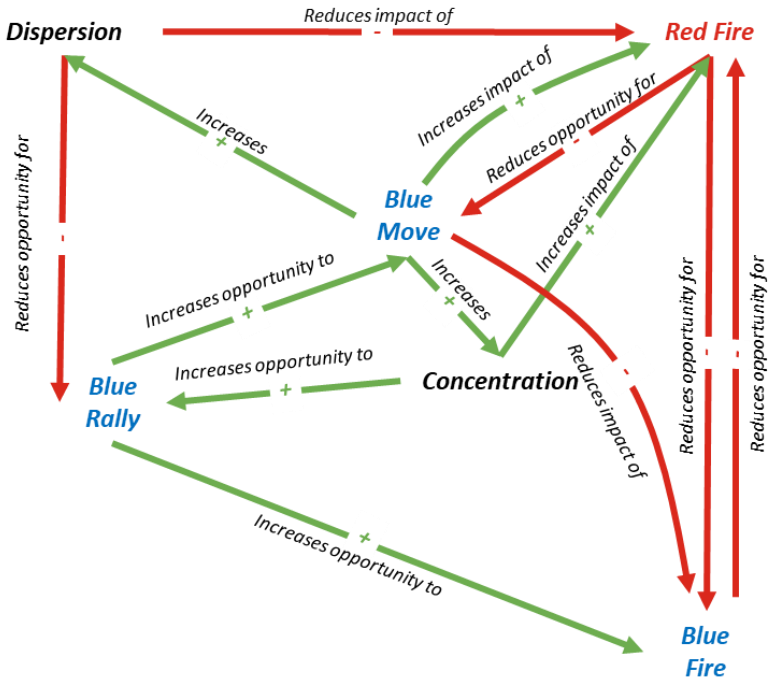 Reduces impact of
Dispersion
-
Red Fire
Increases impact of
+
Increases
+
Reduces opportunity for
-
Reduces opportunity for
-
Blue
Move
Increases impact of
+
Increases opportunity to
+
Increases
+
Reduces opportunity for
-
Reduces opportunity for
-
Increases opportunity to
+
Concentration
Blue
Rally
Reduces impact of
-
Increases opportunity to
+
Blue
Fire